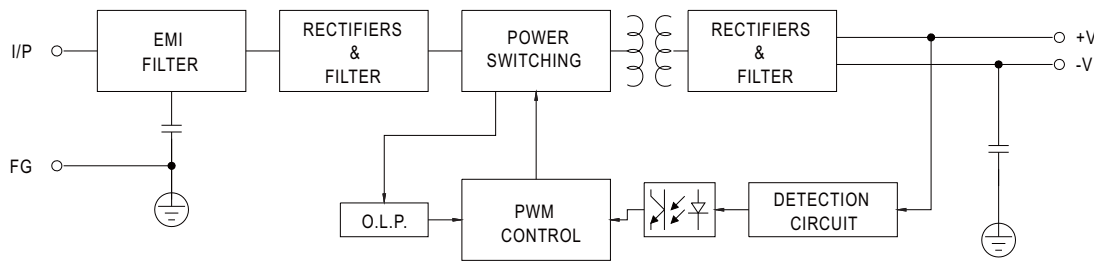 I/P
EMI
FILTER
RECTIFIERS
&
FILTER
POWER
SWITCHING
RECTIFIERS
&
FILTER
+V
-V
FG
O.L.P.
PWM
CONTROL
DETECTION
CIRCUIT